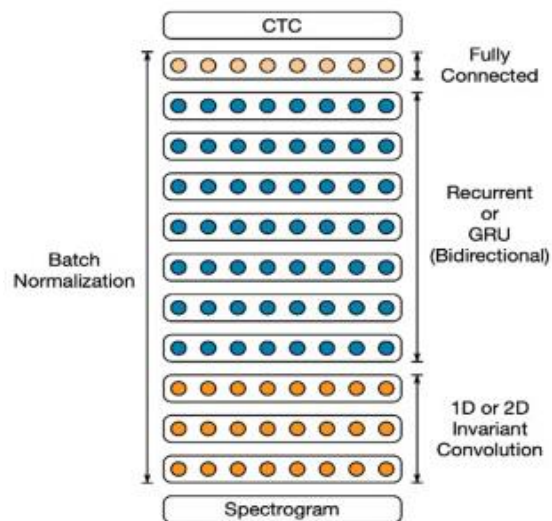 CTC
Fully
Connected
Recurrent
or
GRU
(Bidirectional)
Batch
Normalization
1D or 2D
Invariant
Convolution
Spectrogram